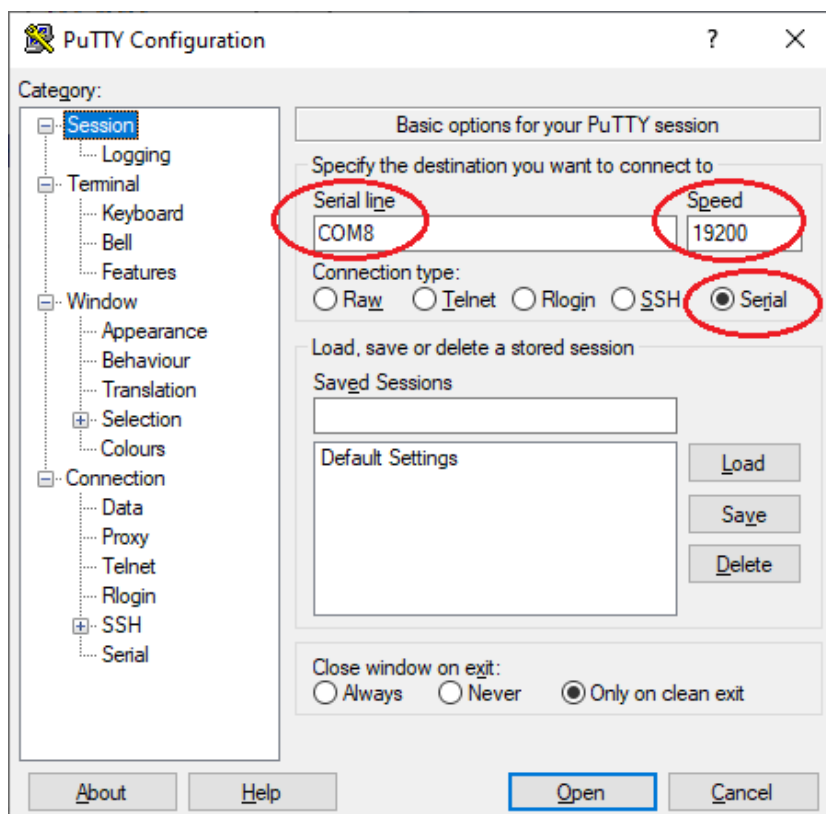 PuTTY Configuration
?
Category:
Session
Logging
Terminal
Keyboard
Bell
Features
Window
Appearance
Behaviour
Translation
Selection
Colours
Connection
Data
Proxy
Telnet
Rlogin
SSH
Serial
Basic options for your PuTTY session
Specify the destination you want to connect to
Serial line Speed
COM8 19200
Connection type:
Raw Telnet Rlogin SSH Serial
Load, save or delete a stored session
Saved Sessions
Default Settings
Load
Save
Delete
Close window on exit:
Always Never Only on clean exit
About Help Open Cancel